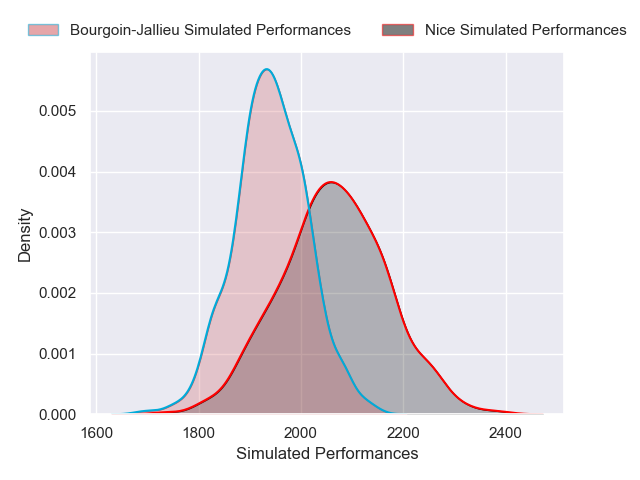 Bourgoin-Jallieu Simulated Performances
Nice Simulated Performances
0.005
0.004
0.003
0.002
0.001
0.000
Density
1600
1800
2000
2200
2400
Simulated Performances